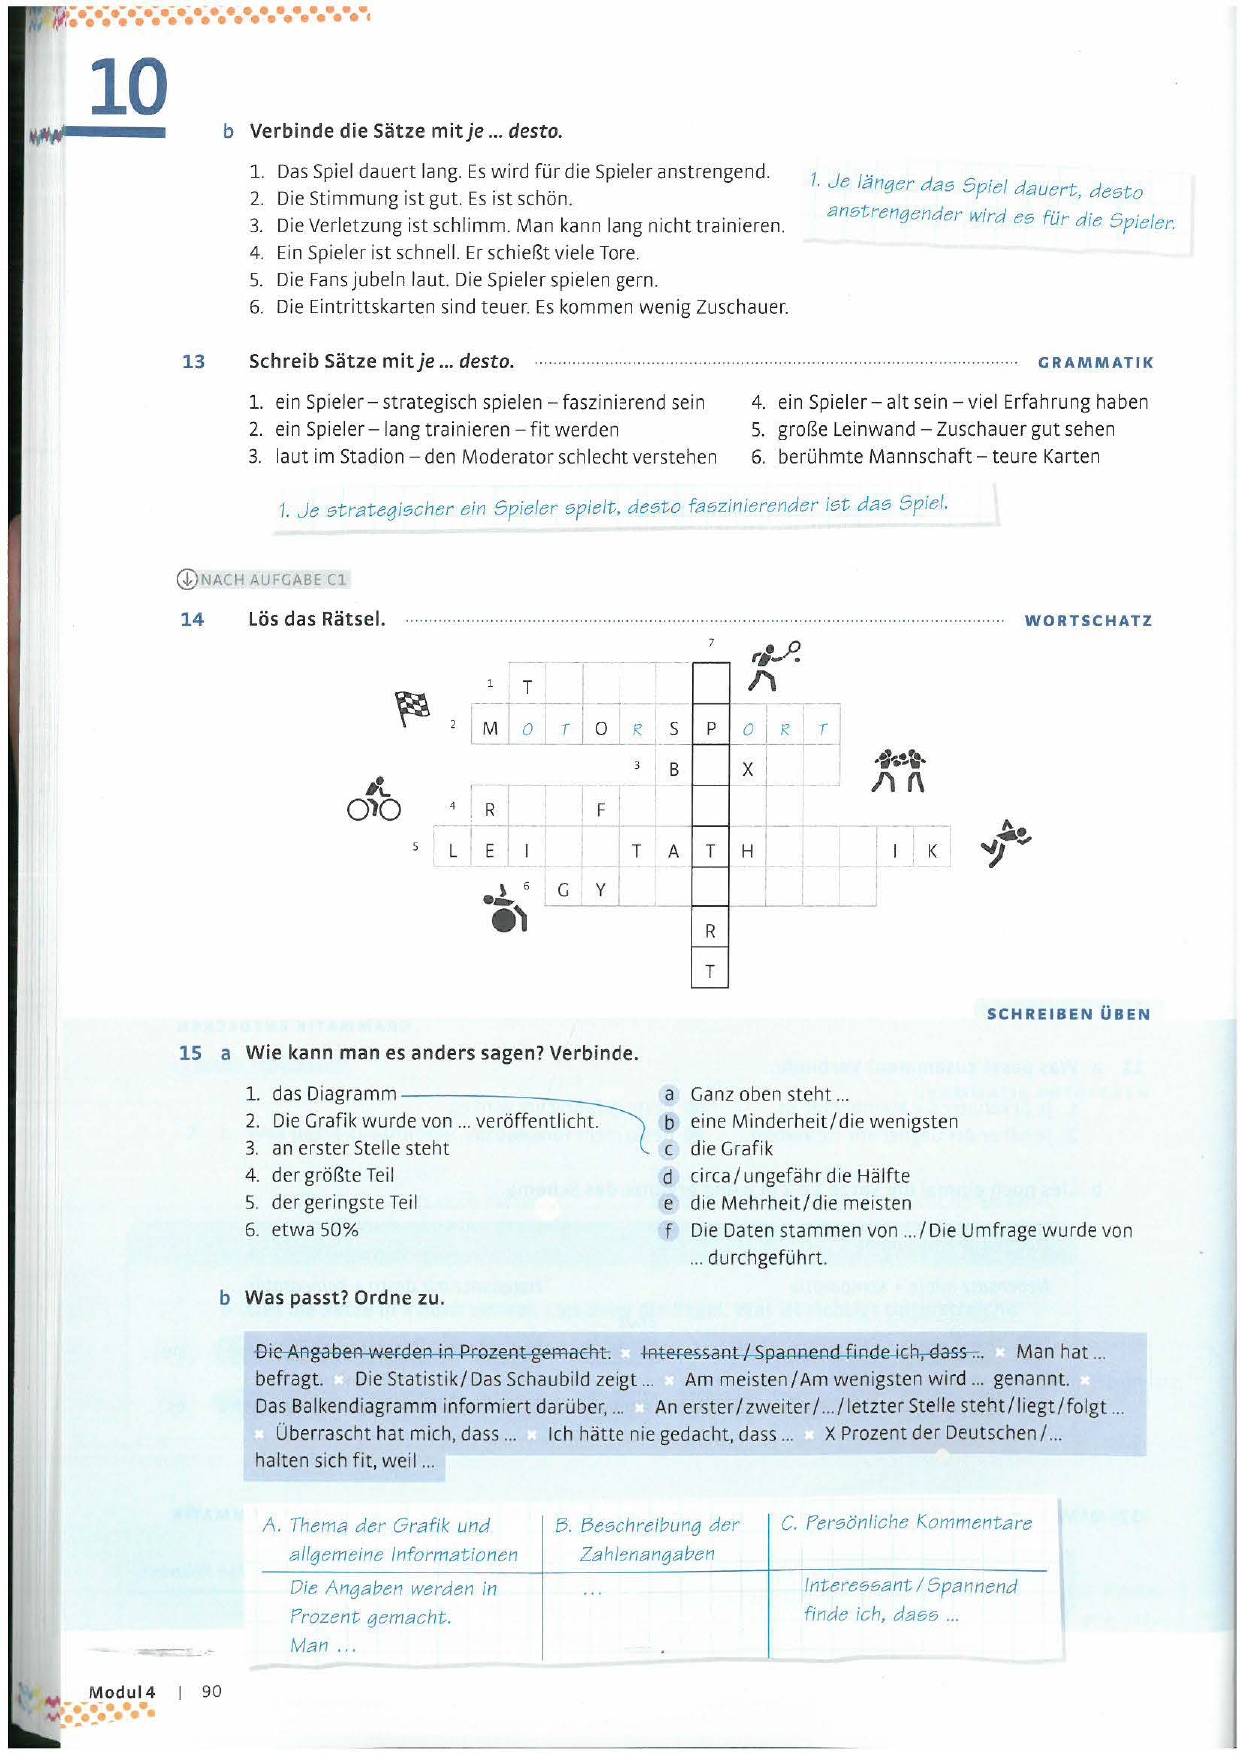 10
b Verbinde die Sätze mit je ... desto.
1. Das Spiel dauert lang. Es wird für die Spieler anstrengend.
2. Die Stimmung ist gut. Es ist schön.
3. Die Verletzung ist schlimm. Man kann lang nicht trainieren.
4. Ein Spieler ist schnell. Er schießt viele Tore.
5. Die Fans jubeln laut. Die Spieler spielen gern.
6. Die Eintrittskarten sind teuer. Es kommen wenig Zuschauer.
1. Je länger das Spiel dauert, desto
anstrengender wird es für die Spieler.
13 Schreib Sätze mit je ... desto. GRAMMATIK
1. ein Spieler – strategisch spielen – faszinierend sein
2. ein Spieler – lang trainieren – fit werden
3. laut im Stadion – den Moderator schlecht verstehen
4. ein Spieler – alt sein – viel Erfahrung haben
5. große Leinwand – Zuschauer gut sehen
6. berühmte Mannschaft – teure Karten
1. Je strategischer ein Spieler spielt, desto faszinierender ist das Spiel.
NACH AUFGABE C1
14 Lös das Rätsel. WORTSCHATZ
7
1 T
2 M O T O R S P O R T
3 B X
4 R F
5 L E I T A T H I K
6 G Y
R
T
SCHREIBEN ÜBEN
15 a Wie kann man es anders sagen? Verbinde.
1. das Diagramm
2. Die Grafik wurde von ... veröffentlicht.
3. an erster Stelle steht
4. der größte Teil
5. der geringste Teil
6. etwa 50%
a Ganz oben steht ...
b eine Minderheit/die wenigsten
c die Grafik
d circa/ungefähr die Hälfte
e die Mehrheit/die meisten
f Die Daten stammen von .../Die Umfrage wurde von
... durchgeführt.
b Was passt? Ordne zu.
Die Angaben werden in Prozent gemacht. Interessant/Spannend finde ich, dass ... Man hat ...
befragt. Die Statistik/Das Schaubild zeigt ... Am meisten/Am wenigsten wird ... genannt.
Das Balkendiagramm informiert darüber, ... An erster/zweiter/.../letzter Stelle steht/liegt/folgt ...
Überrascht hat mich, dass ... Ich hätte nie gedacht, dass ... X Prozent der Deutschen/...
halten sich fit, weil ...
A. Thema der Grafik und
allgemeine Informationen
B. Beschreibung der
Zahlenangaben
C. Persönliche Kommentare
Die Angaben werden in
Prozent gemacht.
Man ...
...
Interessant/Spannend
finde ich, dass ...
Modul 4 | 90